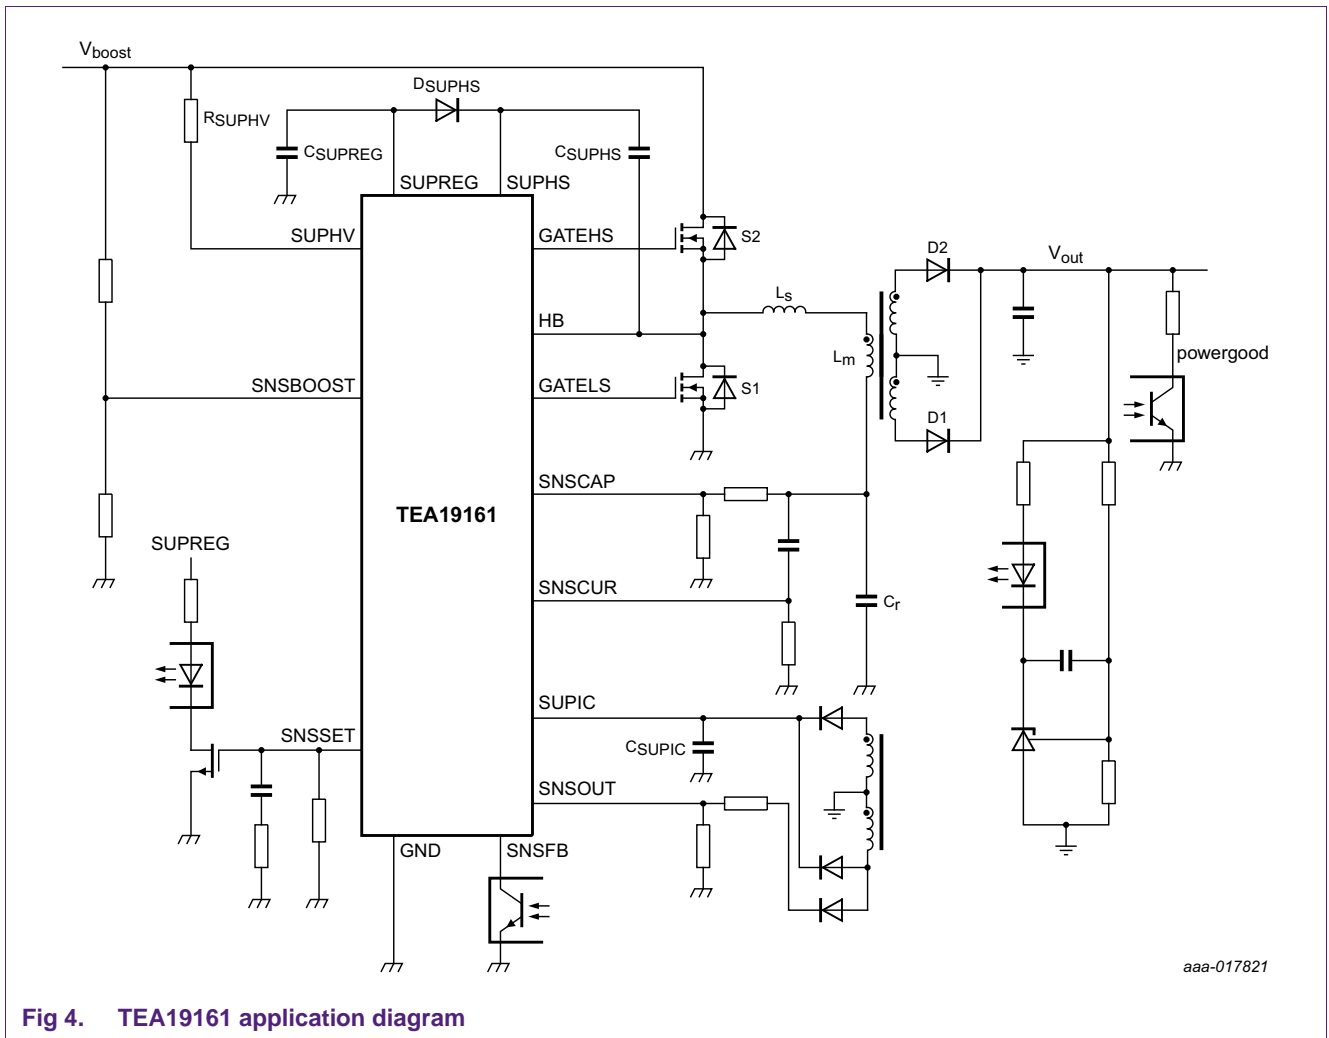 Vboost
DSUPHS
RSUPHV
CSUPREG
CSUPHS
SUPREG
SUPHS
SUPHV
GATEHS
S2
D2
Vout
Ls
HB
Lm
powergood
SNSBOOST
GATELS
S1
D1
SNSCAP
TEA19161
SUPREG
SNSCUR
Cr
SUPIC
SNSSET
CSUPIC
SNSOUT
GND
SNSFB
aaa-017821
Fig 4. TEA19161 application diagram